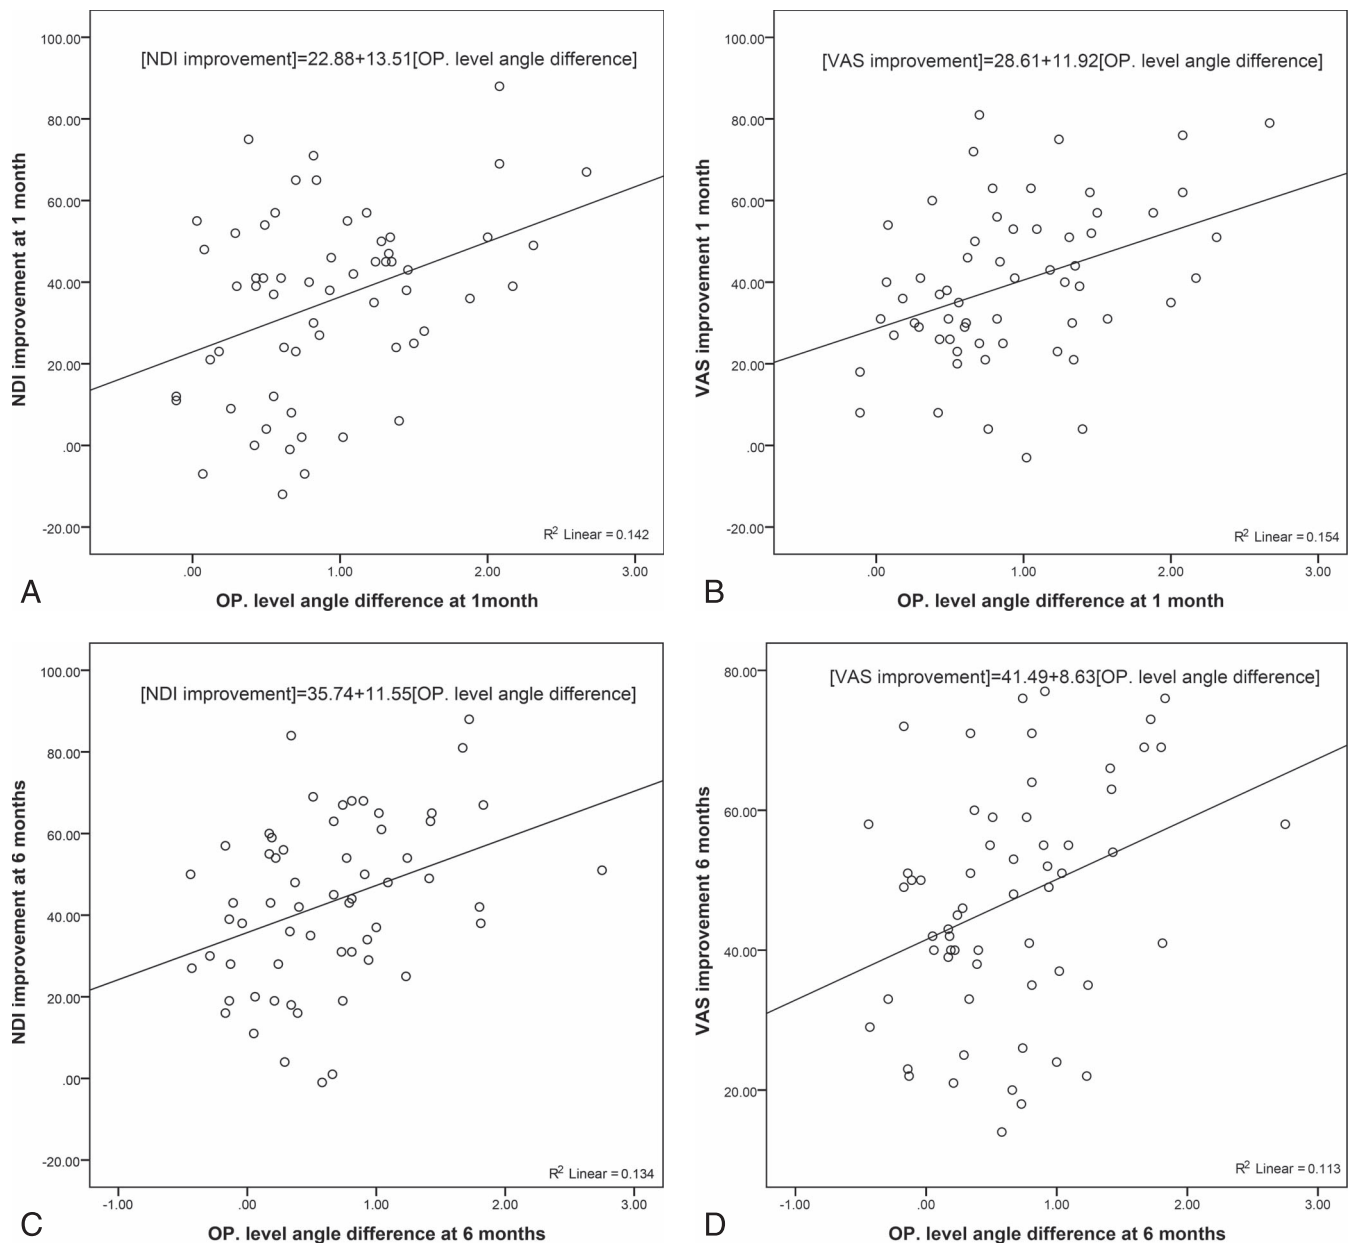 [NDI improvement]=22.88+13.51[OP. level angle difference]
NDI improvement at 1 month
100.00
80.00
60.00
40.00
20.00
.00
-20.00
R2 Linear = 0.142
.00 1.00 2.00 3.00
OP. level angle difference at 1month
A
[VAS improvement]=28.61+11.92[OP. level angle difference]
VAS improvement 1 month
100.00
80.00
60.00
40.00
20.00
.00
-20.00
R2 Linear = 0.154
.00 1.00 2.00 3.00
OP. level angle difference at 1 month
B
[NDI improvement]=35.74+11.55[OP. level angle difference]
NDI improvement at 6 months
100.00
80.00
60.00
40.00
20.00
.00
-20.00
R2 Linear = 0.134
-1.00 .00 1.00 2.00 3.00
OP. level angle difference at 6 months
C
[VAS improvement]=41.49+8.63[OP. level angle difference]
VAS improvement 6 months
80.00
60.00
40.00
20.00
R2 Linear = 0.113
-1.00 .00 1.00 2.00 3.00
OP. level angle difference at 6 months
D